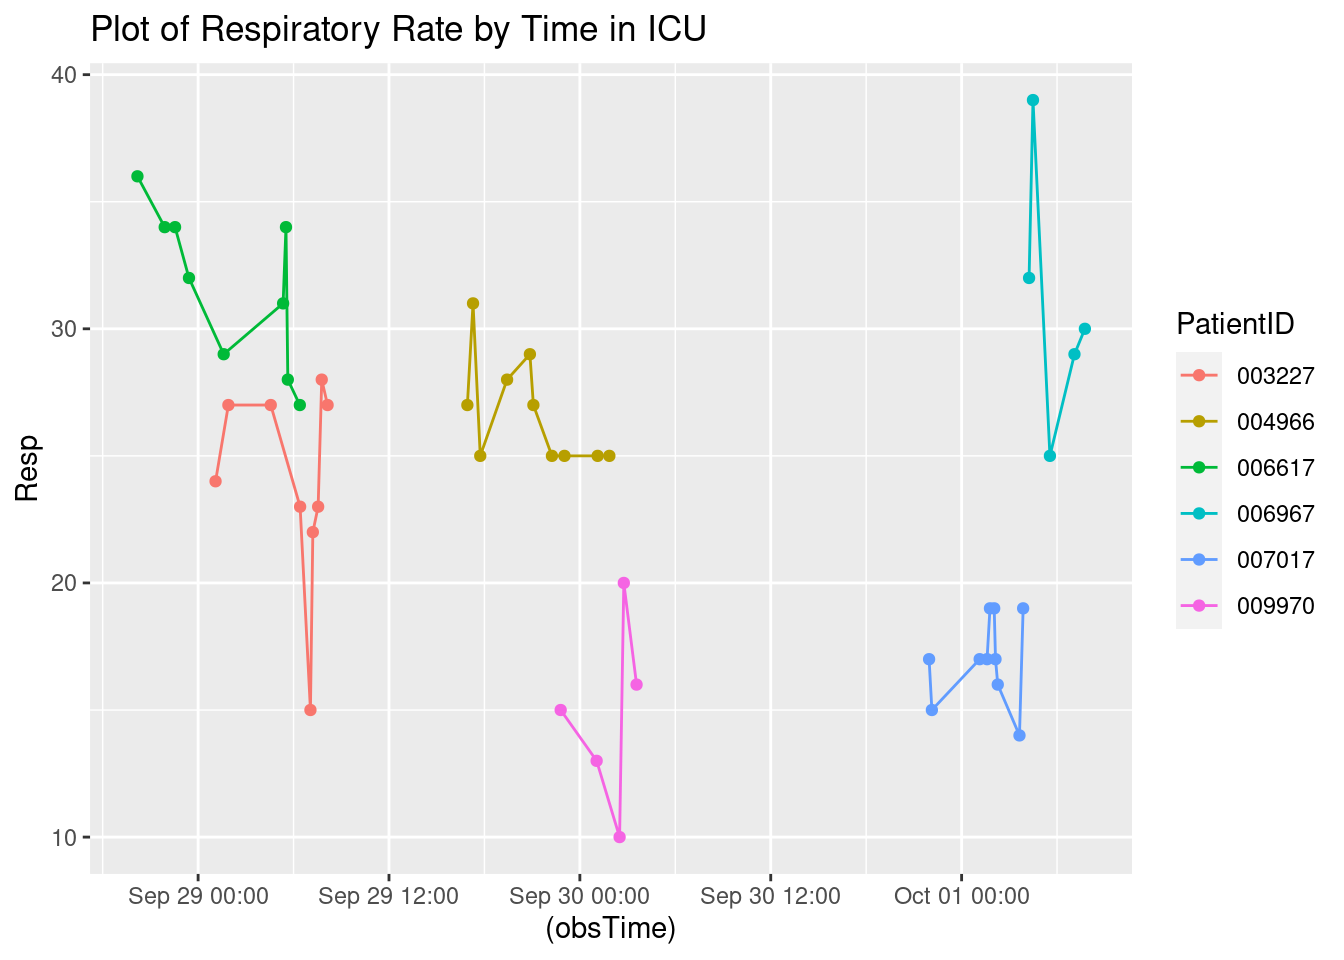 Plot of Respiratory Rate by Time in ICU
40
30
20
10
Resp
Sep 29 00:00
Sep 29 12:00
Sep 30 00:00
Sep 30 12:00
Oct 01 00:00
(obsTime)
PatientID
003227
004966
006617
006967
007017
009970